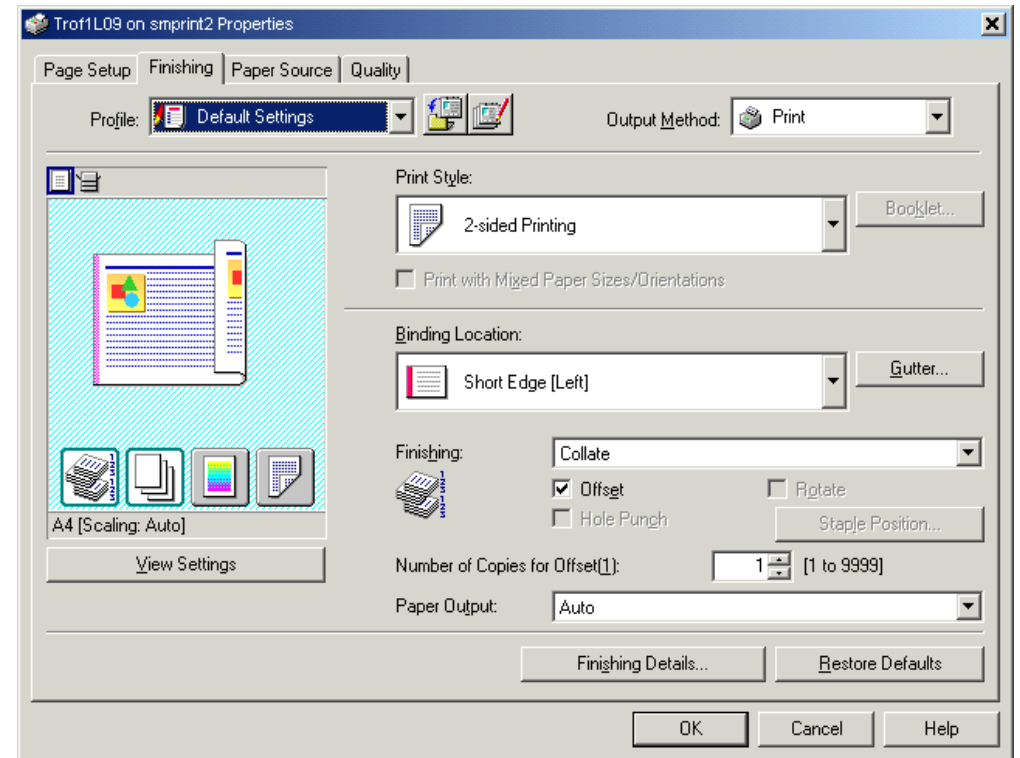 Trof1L09 on smprint2 Properties
Page Setup Finishing Paper Source Quality
Profile: Default Settings Output Method: Print
Print Style:
2-sided Printing Booklet...
Print with Mixed Paper Sizes/Orientations
Binding Location:
Short Edge [Left] Gutter...
Finishing: Collate
Offset Rotate
Hole Punch Staple Position...
A4 [Scaling: Auto]
View Settings
Number of Copies for Offset(1): 1 [1 to 9999]
Paper Output: Auto
Finishing Details... Restore Defaults
OK Cancel Help